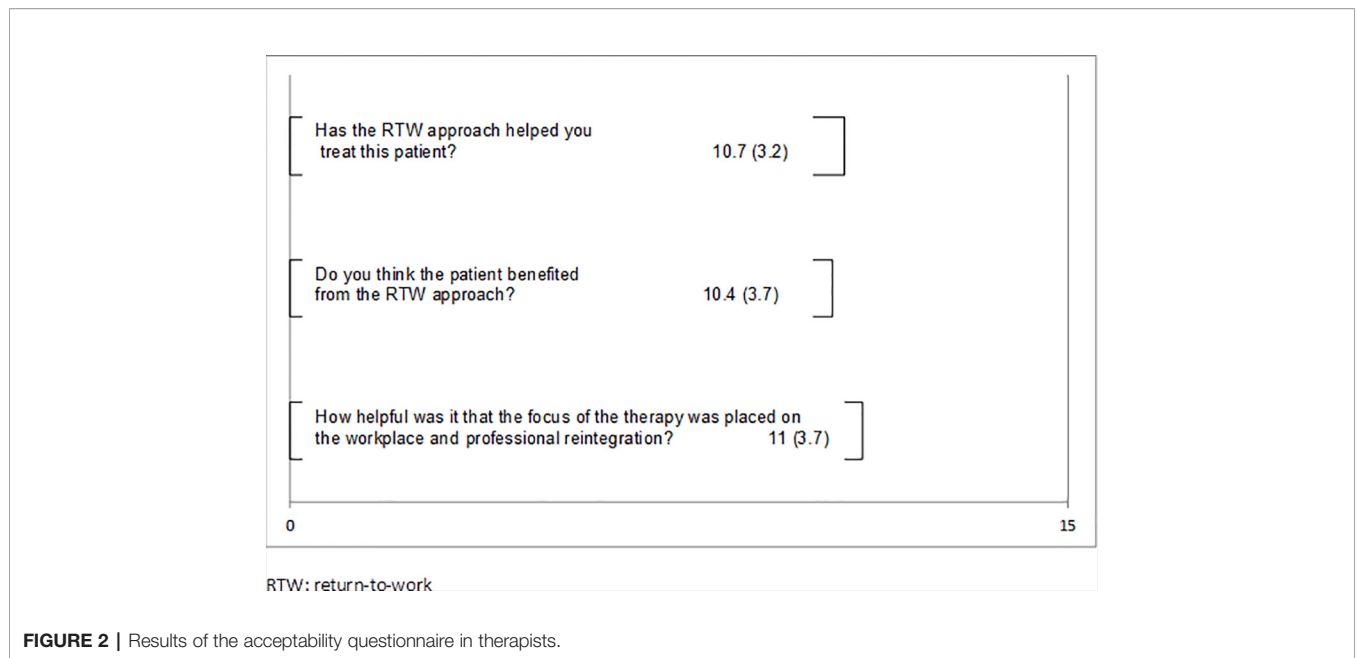 Has the RTW approach helped you
treat this patient? 10.7 (3.2)
Do you think the patient benefited
from the RTW approach? 10.4 (3.7)
How helpful was it that the focus of the therapy was placed on
the workplace and professional reintegration? 11 (3.7)
0 15
RTW: return-to-work
FIGURE 2 | Results of the acceptability questionnaire in therapists.